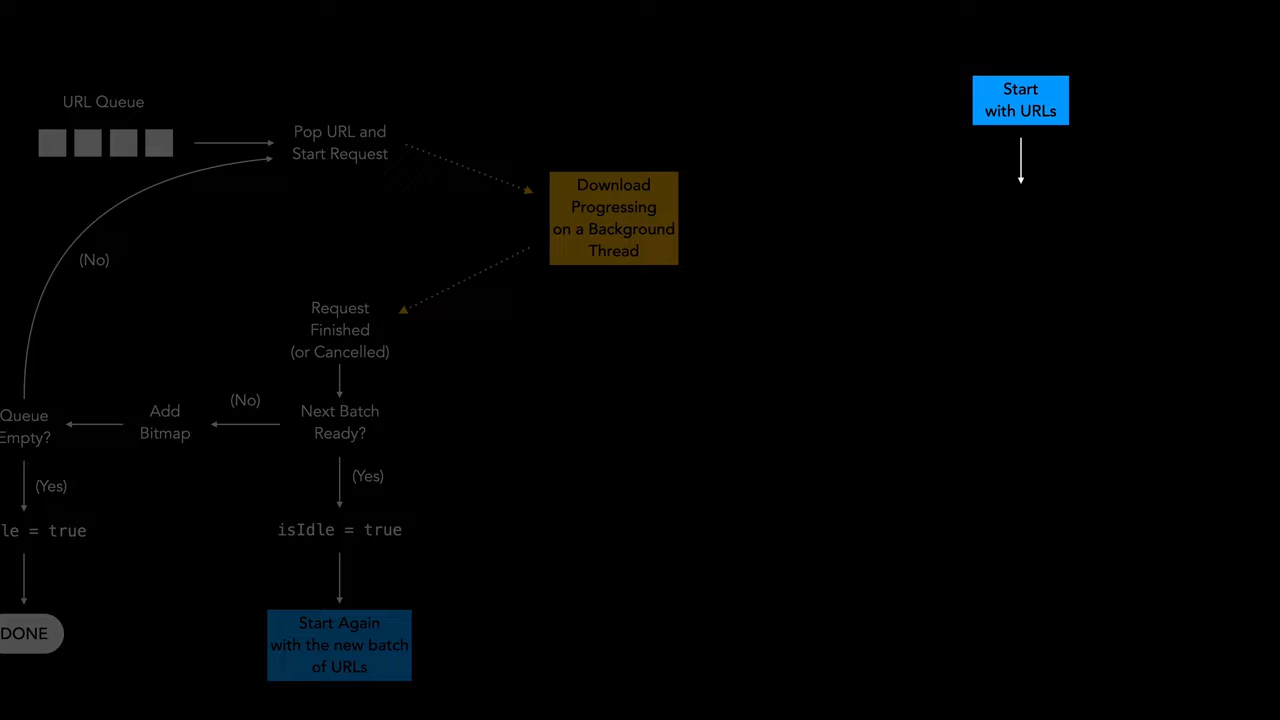 URL Queue
Pop URL and
Start Request
Download
Progressing
on a Background
Thread
(No)
Request
Finished
(or Cancelled)
Next Batch
Ready?
(No)
Add
Bitmap
Queue
Empty?
(Yes)
(Yes)
le = true
isIdle = true
DONE
Start Again
with the new batch
of URLs
Start
with URLs